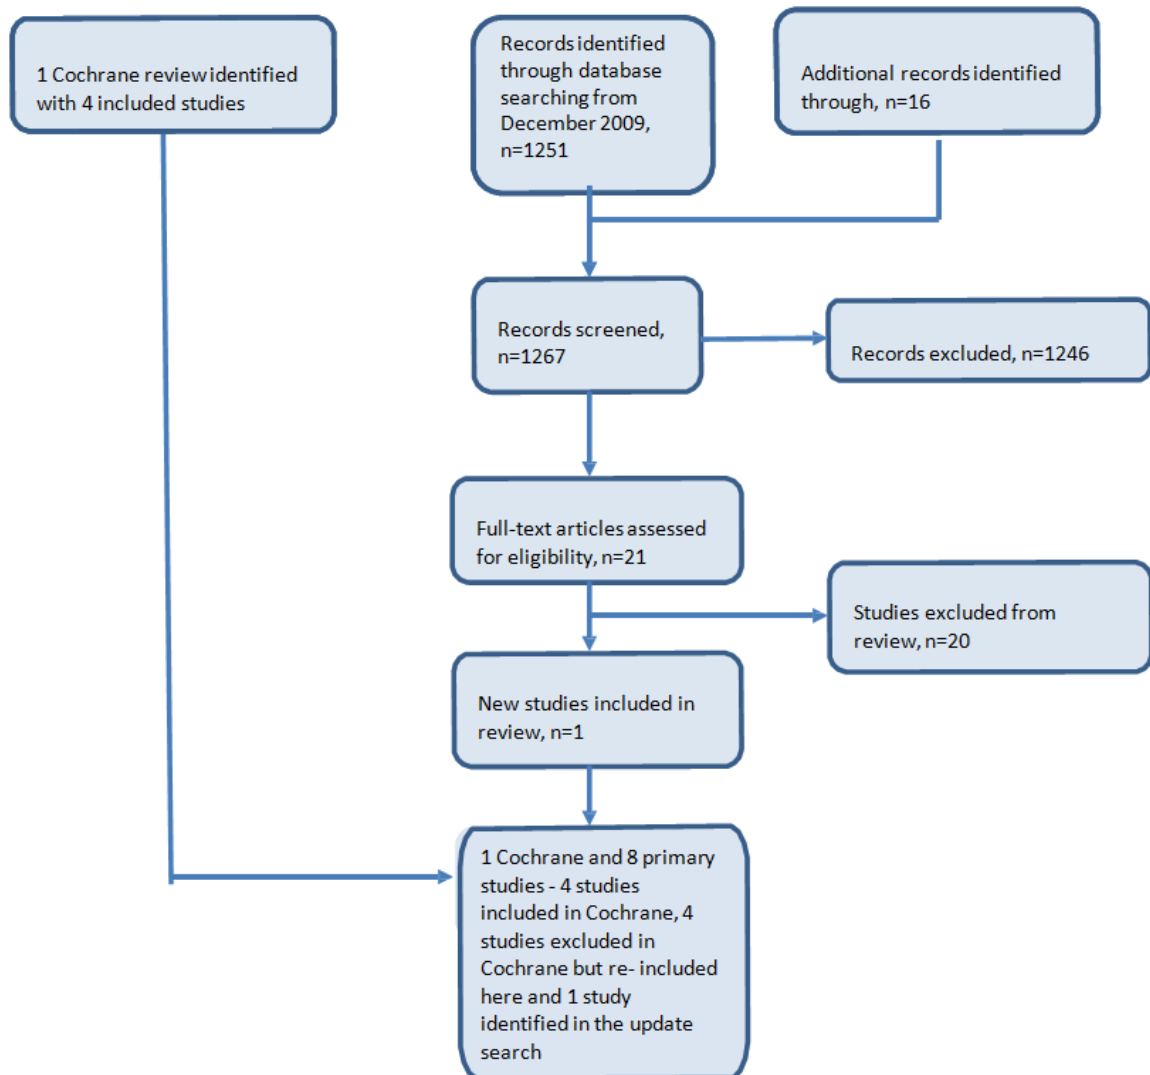 1 Cochrane review identified
with 4 included studies
Records identified
through database
searching from
December 2009,
n=1251
Additional records identified
through, n=16
Records screened,
n=1267
Records excluded, n=1246
Full-text articles assessed
for eligibility, n=21
Studies excluded from
review, n=20
New studies included in
review, n=1
1 Cochrane and 8 primary
studies - 4 studies
included in Cochrane, 4
studies excluded in
Cochrane but re- included
here and 1 study
identified in the update
search